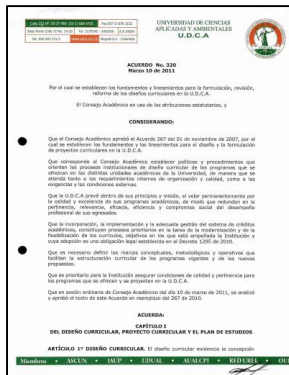 UNIVERSIDAD DE CIENCIAS
APLICADAS Y AMBIENTALES
U.D.C.A
ACUERDO No. 320
Marzo 10 de 2011
Por el cual se establecen los fundamentos y lineamientos para la formulación, revisión,
reforma de los diseños curriculares en la U.D.C.A.
El Consejo Académico en uso de las atribuciones estatutarias, y
CONSIDERANDO:
Que el Consejo Académico aprobó el Acuerdo 267 del 01 de noviembre de 2007, por el
cual se establecen los fundamentos y lineamientos para el diseño y la formulación
de proyectos curriculares en la U.D.C.A.
Que corresponde al Consejo Académico establecer políticas y procedimientos que
orienten los procesos institucionales de diseño curricular de los programas que se
ofrezcan en las distintas unidades académicas de la Universidad, de manera que se
atienda tanto a los requerimientos internos de organización y calidad, como a las
exigencias y las condiciones externas.
Que la U.D.C.A prevé dentro de sus principios y misión, el velar permanentemente por
la calidad y excelencia de sus programas académicos, de modo que redunden en la
pertinencia, relevancia, eficacia, eficiencia y compromiso social del desempeño
profesional de sus egresados.
Que la incorporación, la implementación y la adecuada gestión del sistema de créditos
académicos, constituyen procesos prioritarios en la tarea de la modernización y de la
flexibilización de los currículos, objetivos en los que está empeñada la Institución y
cuya adopción es una obligación legal establecida en el Decreto 1295 de 2010.
Que es necesario definir los marcos conceptuales, metodológicos y operativos que
faciliten la estructuración curricular de los programas vigentes y de las nuevas
propuestas.
Que es prioritario para la Institución asegurar condiciones de calidad y pertinencia para
los programas que se ofrecen y se proyecten en la U.D.C.A.
Que en sesión ordinaria de Consejo Académico del día 10 de marzo de 2011, se analizó
y aprobó el texto de este Acuerdo en reemplazo del 267 de 2010.
ACUERDA:
CAPÍTULO I
DEL DISEÑO CURRICULAR, PROYECTO CURRICULAR Y EL PLAN DE ESTUDIOS
ARTÍCULO 1º DISEÑO CURRICULAR. El diseño curricular evidencia la concepción
Miembros • ASCUN • IAUP • UDUAL • AUALCPI • REDUREL • OUI